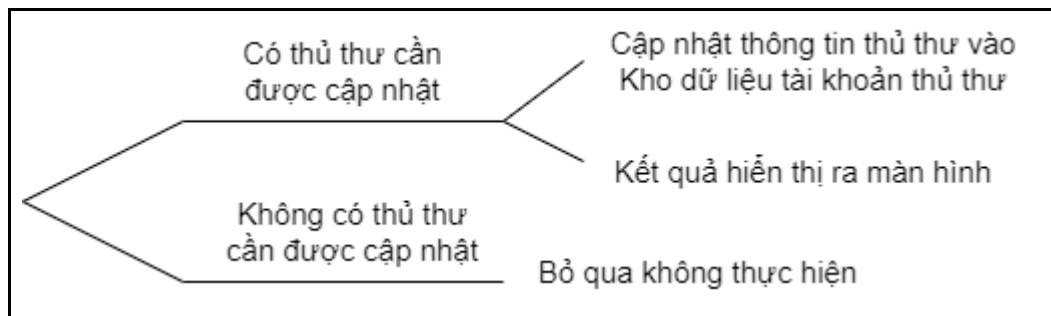 Có thủ thư cần
được cập nhật
Cập nhật thông tin thủ thư vào
Kho dữ liệu tài khoản thủ thư
Kết quả hiển thị ra màn hình
Không có thủ thư
cần được cập nhật
Bỏ qua không thực hiện